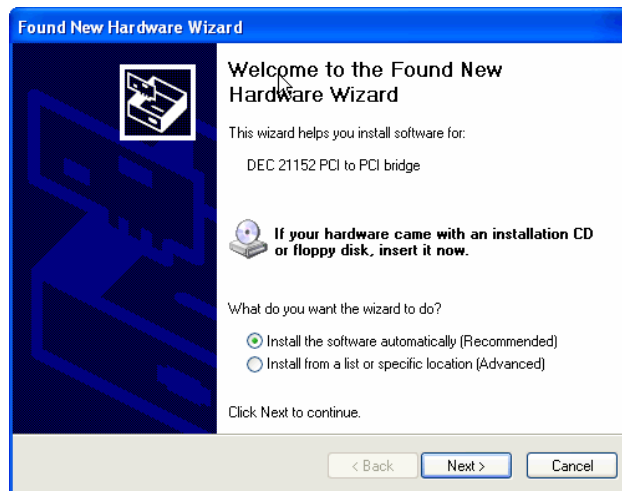 Found New Hardware Wizard
Welcome to the Found New
Hardware Wizard
This wizard helps you install software for:
DEC 21152 PCI to PCI bridge
If your hardware came with an installation CD
or floppy disk, insert it now.
What do you want the wizard to do?
Install the software automatically (Recommended)
Install from a list or specific location (Advanced)
Click Next to continue.
< Back Next > Cancel